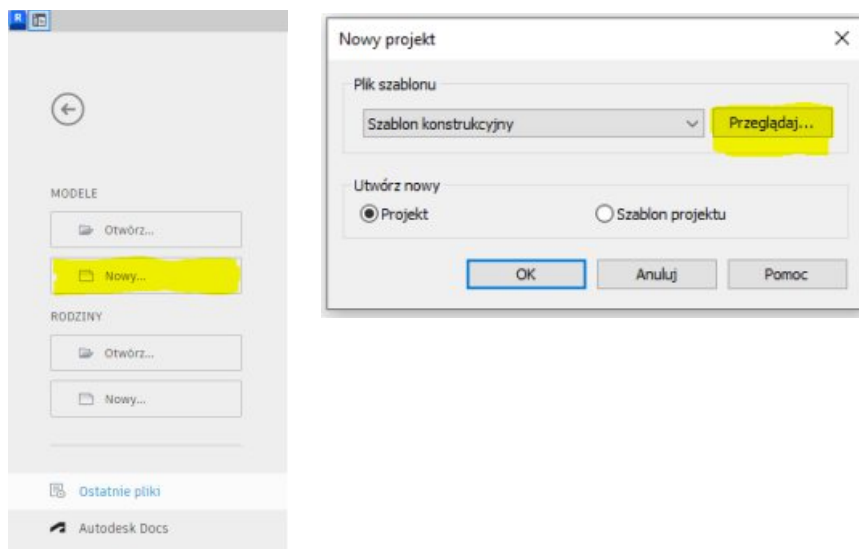 R
MODELE
Otwórz...
Nowy...
RODZINY
Otwórz...
Nowy...
Ostatnie pliki
Autodesk Docs
Nowy projekt
Plik szablonu
Szablon konstrukcyjny
Przeglądaj...
Utwórz nowy
Projekt
Szablon projektu
OK
Anuluj
Pomoc